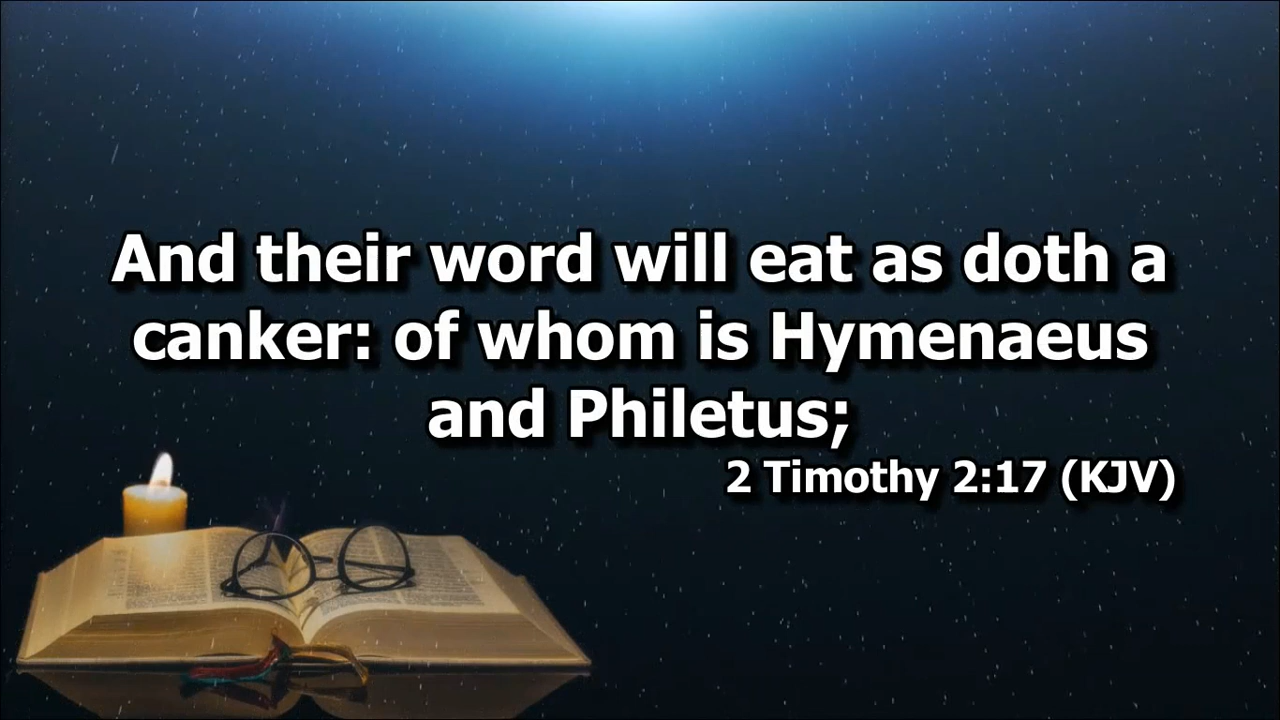 And their word will eat as doth a
canker: of whom is Hymenaeus
and Philetus;
2 Timothy 2:17 (KJV)